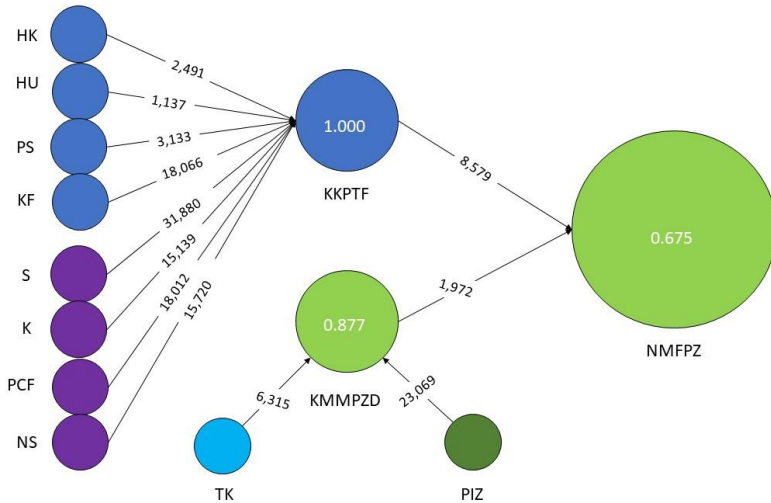 HK
2,491
HU
1,137
PS
3,133
KF
18,066
S
31,880
K
15,139
PCF
18,012
NS
15,720
1.000
KKPTF
8,579
0.877
KMMPZD
1,972
6,315
TK
23,069
PIZ
0.675
NMFPZ